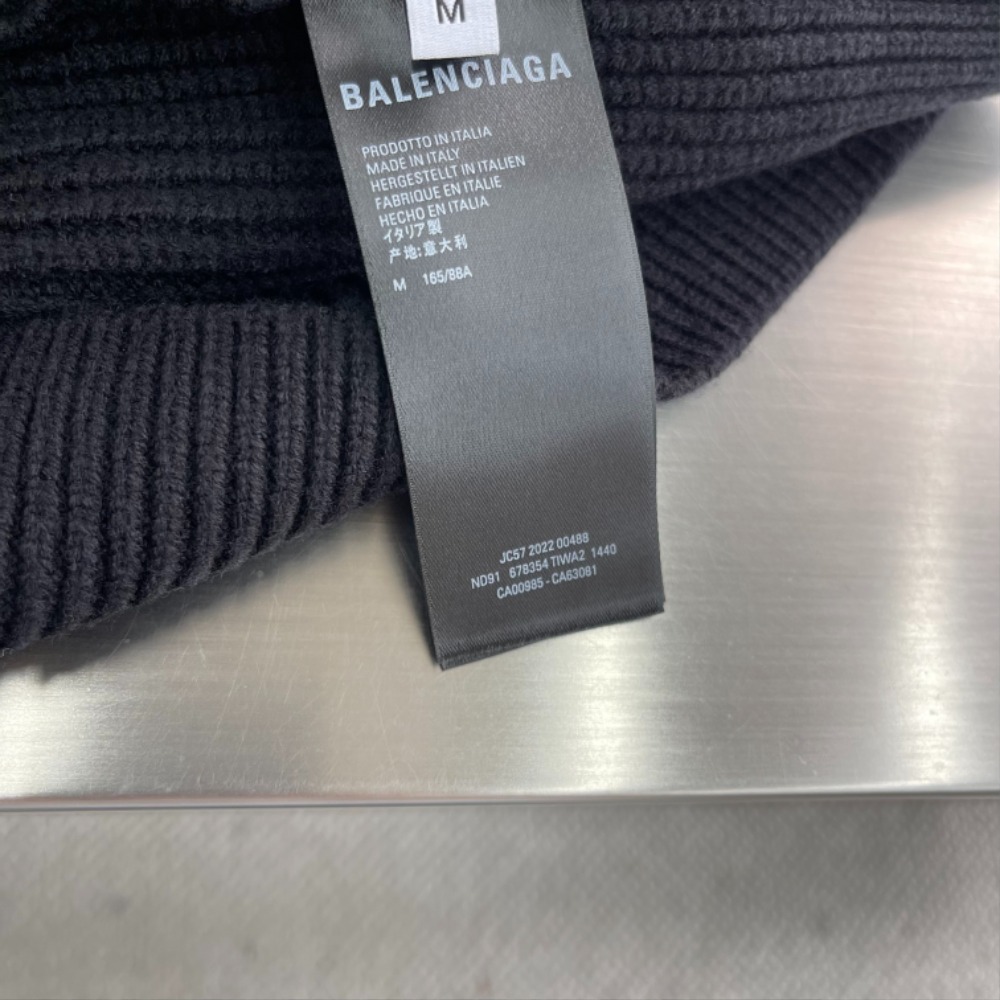 M
BALENCIAGA
PRODOTTO IN ITALIA
MADE IN ITALY
HERGESTELLT IN ITALIEN
FABRIQUE EN ITALIE
HECHO EN ITALIA
イタリア製
产地:意大利
M 165/88A
JC57 2022 00488
ND91 678354 TIWA2 1440
CA00985 - CA63081